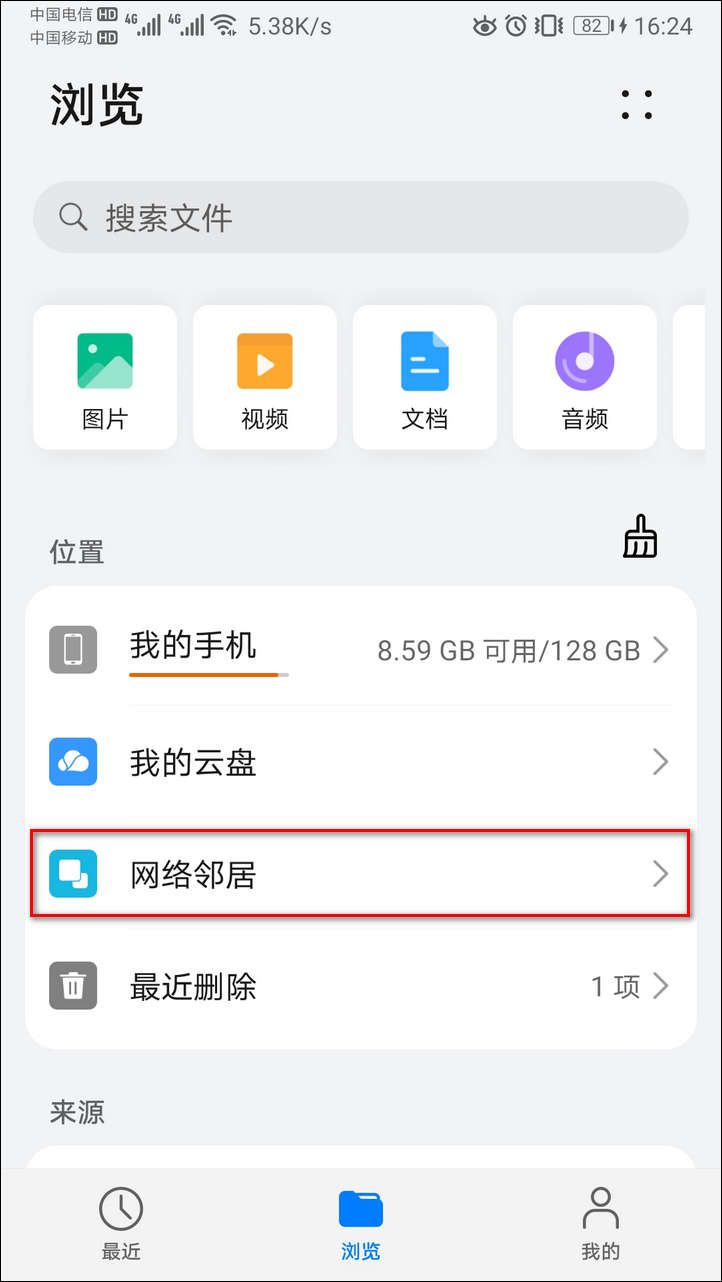 中国电信 HD 4G 4G 5.38K/s 82 16:24
中国移动 HD
浏览
搜索文件
图片 视频 文档 音频
位置
我的手机 8.59 GB 可用/128 GB
我的云盘
网络邻居
最近删除 1 项
来源
最近 浏览 我的